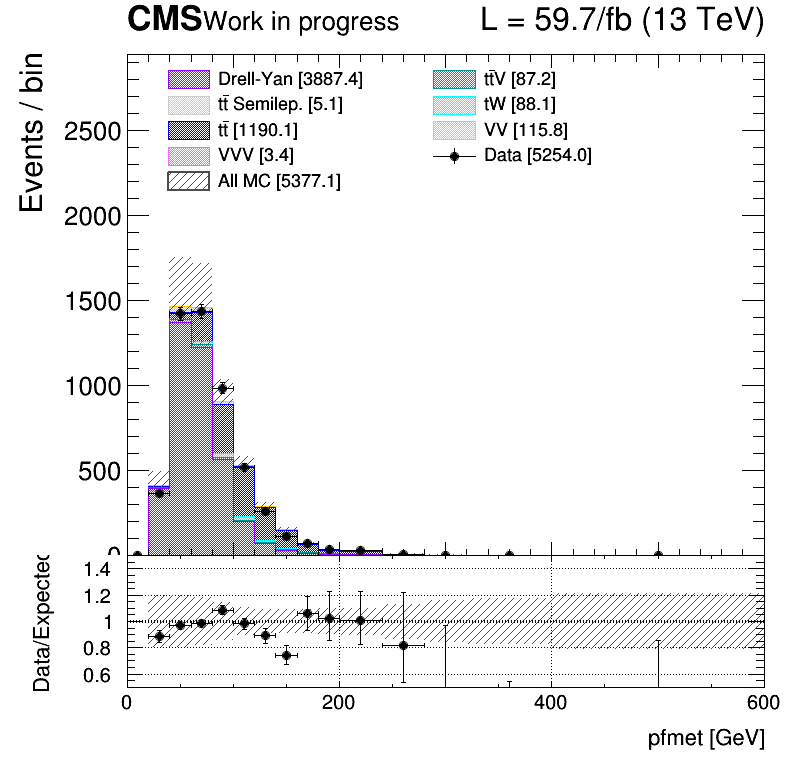 CMS Work in progress L = 59.7/fb (13 TeV)
Events / bin
Drell-Yan [3887.4]
tt̄ Semilep. [5.1]
tt̄ [1190.1]
VVV [3.4]
All MC [5377.1]
tt̄V [87.2]
tW [88.1]
VV [115.8]
Data [5254.0]
2500
2000
1500
1000
500
0
Data/Expected
1.4
1.2
1
0.8
0.6
0 200 400 600
pfmet [GeV]